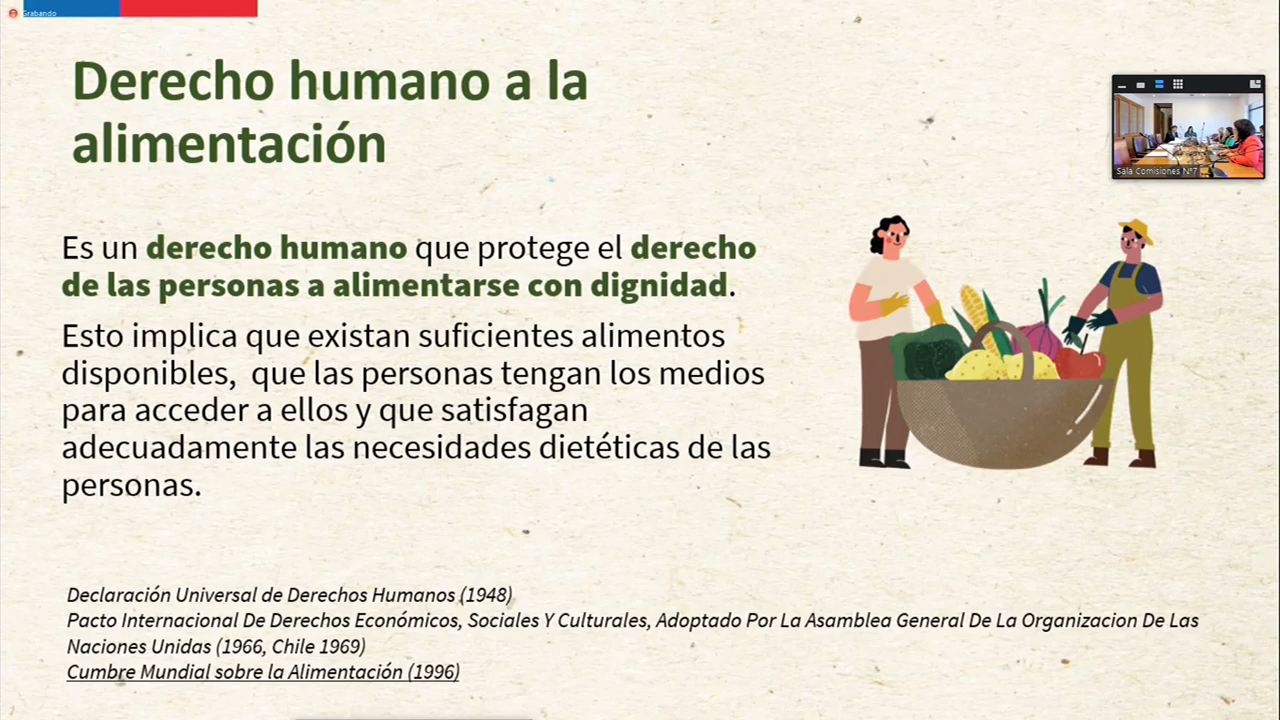 Grabando
Derecho humano a la
alimentación
Sala Comisiones N°7
Es un derecho humano que protege el derecho
de las personas a alimentarse con dignidad.
Esto implica que existan suficientes alimentos
disponibles, que las personas tengan los medios
para acceder a ellos y que satisfagan
adecuadamente las necesidades dietéticas de las
personas.
Declaración Universal de Derechos Humanos (1948)
Pacto Internacional De Derechos Económicos, Sociales Y Culturales, Adoptado Por La Asamblea General De La Organizacion De Las
Naciones Unidas (1966, Chile 1969)
Cumbre Mundial sobre la Alimentación (1996)